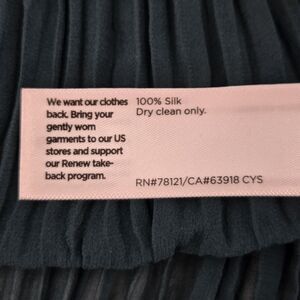 We want our clothes
back. Bring your
gently worn
garments to our US
stores and support
our Renew take-
back program.
100% Silk
Dry clean only.
RN#78121/CA#63918 CYS